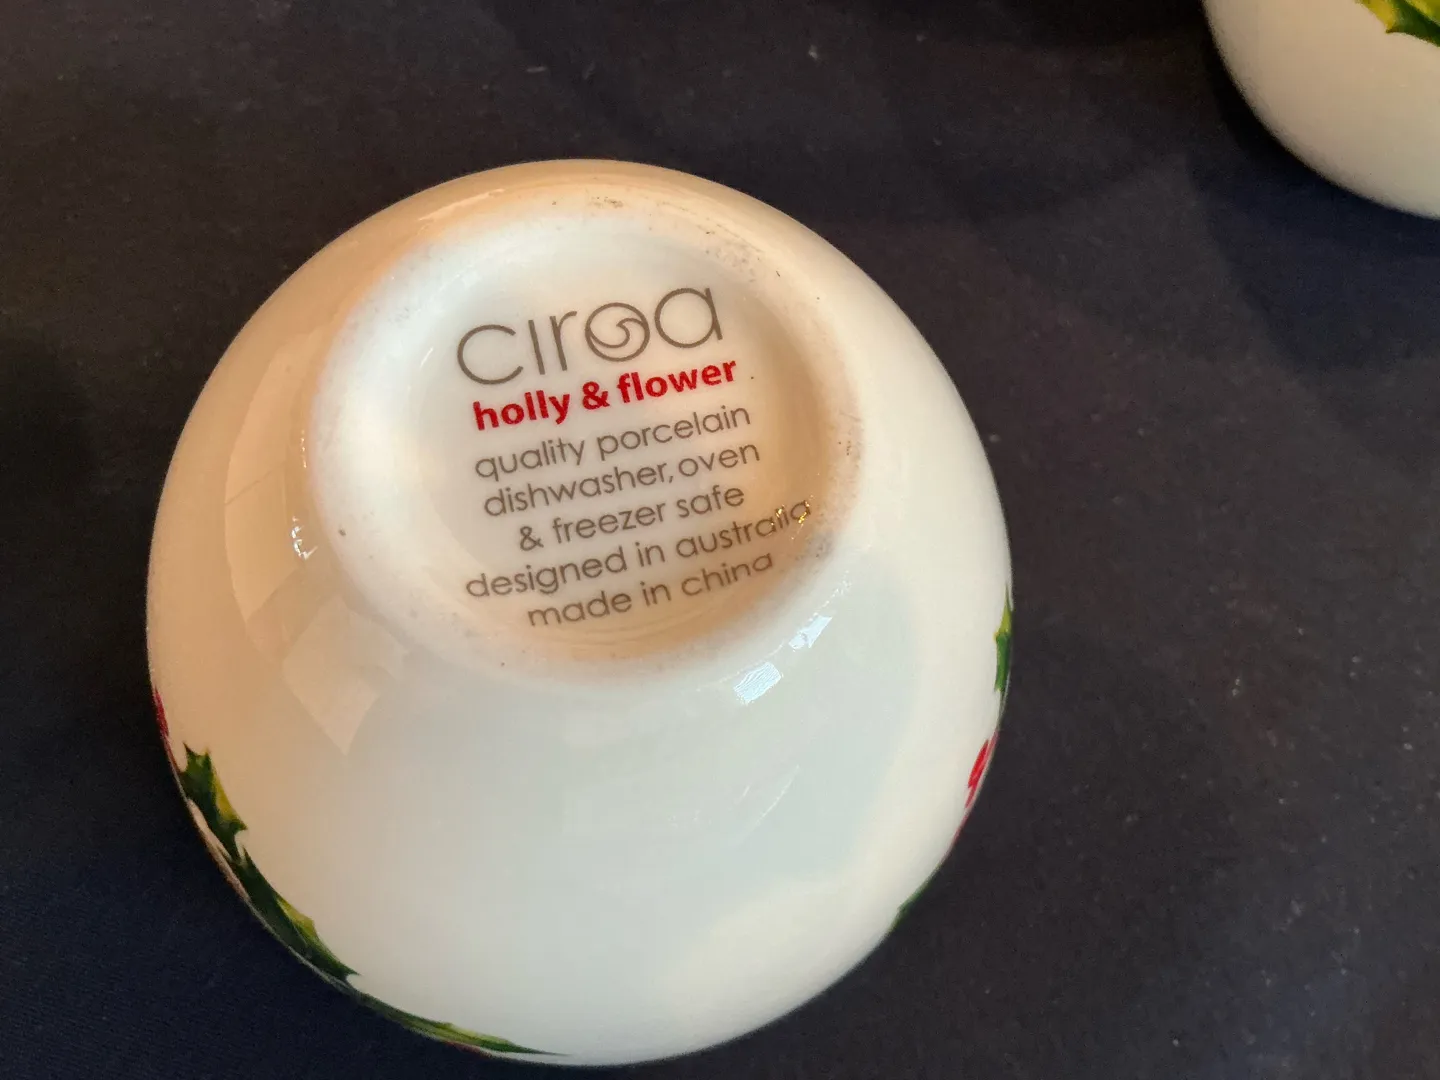 ciroa
holly & flower
quality porcelain
dishwasher, oven
& freezer safe
designed in australia
made in china